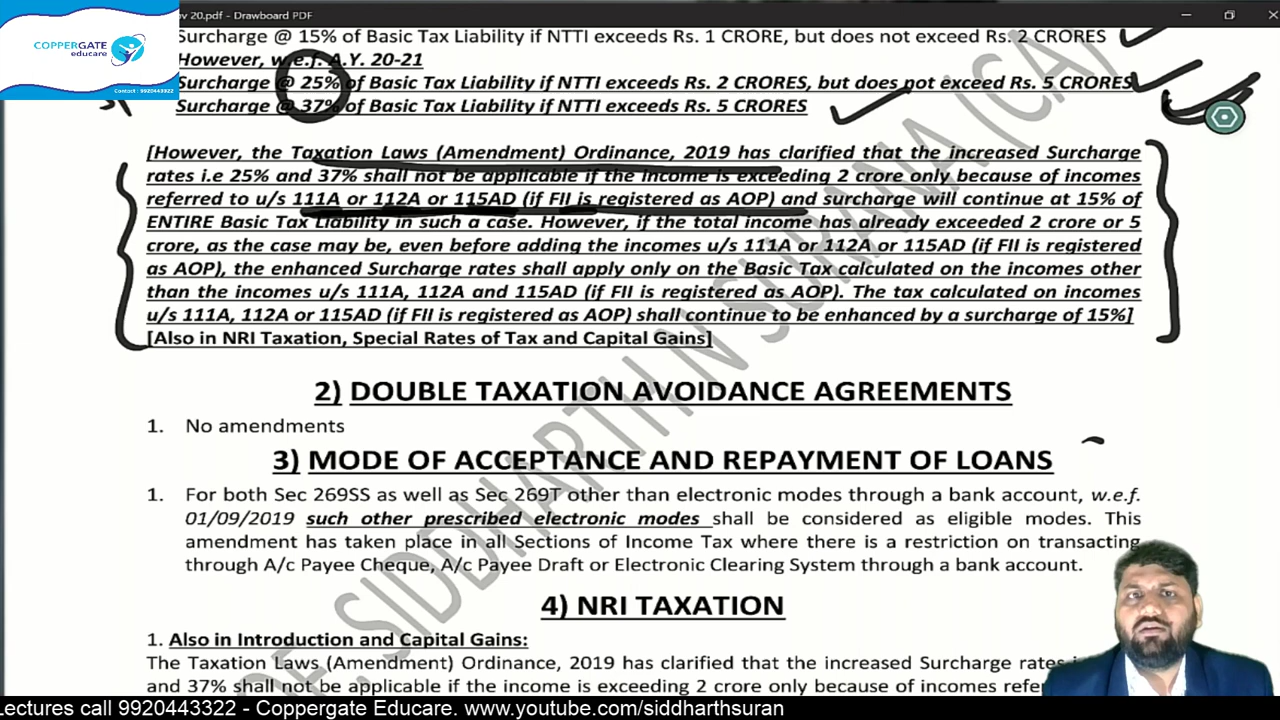 ov 20.pdf - Drawboard PDF
COPPERGATE
educare
Contact : 9920443322
Surcharge @ 15% of Basic Tax Liability if NTTI exceeds Rs. 1 CRORE, but does not exceed Rs. 2 CRORES
However, w.e.f. A.Y. 20-21
Surcharge @ 25% of Basic Tax Liability if NTTI exceeds Rs. 2 CRORES, but does not exceed Rs. 5 CRORES
Surcharge @ 37% of Basic Tax Liability if NTTI exceeds Rs. 5 CRORES
[However, the Taxation Laws (Amendment) Ordinance, 2019 has clarified that the increased Surcharge
rates i.e 25% and 37% shall not be applicable if the income is exceeding 2 crore only because of incomes
referred to u/s 111A or 112A or 115AD (if FII is registered as AOP) and surcharge will continue at 15% of
ENTIRE Basic Tax Liability in such a case. However, if the total income has already exceeded 2 crore or 5
crore, as the case may be, even before adding the incomes u/s 111A or 112A or 115AD (if FII is registered
as AOP), the enhanced Surcharge rates shall apply only on the Basic Tax calculated on the incomes other
than the incomes u/s 111A, 112A and 115AD (if FII is registered as AOP). The tax calculated on incomes
u/s 111A, 112A or 115AD (if FII is registered as AOP) shall continue to be enhanced by a surcharge of 15%]
[Also in NRI Taxation, Special Rates of Tax and Capital Gains]
2) DOUBLE TAXATION AVOIDANCE AGREEMENTS
1. No amendments
3) MODE OF ACCEPTANCE AND REPAYMENT OF LOANS
1. For both Sec 269SS as well as Sec 269T other than electronic modes through a bank account, w.e.f.
01/09/2019 such other prescribed electronic modes shall be considered as eligible modes. This
amendment has taken place in all Sections of Income Tax where there is a restriction on transacting
through A/c Payee Cheque, A/c Payee Draft or Electronic Clearing System through a bank account.
4) NRI TAXATION
1. Also in Introduction and Capital Gains:
The Taxation Laws (Amendment) Ordinance, 2019 has clarified that the increased Surcharge rates
and 37% shall not be applicable if the income is exceeding 2 crore only because of incomes refer
SIDDHARTH N SURANA (CA)
Lectures call 9920443322 - Coppergate Educare. www.youtube.com/siddharthsuran